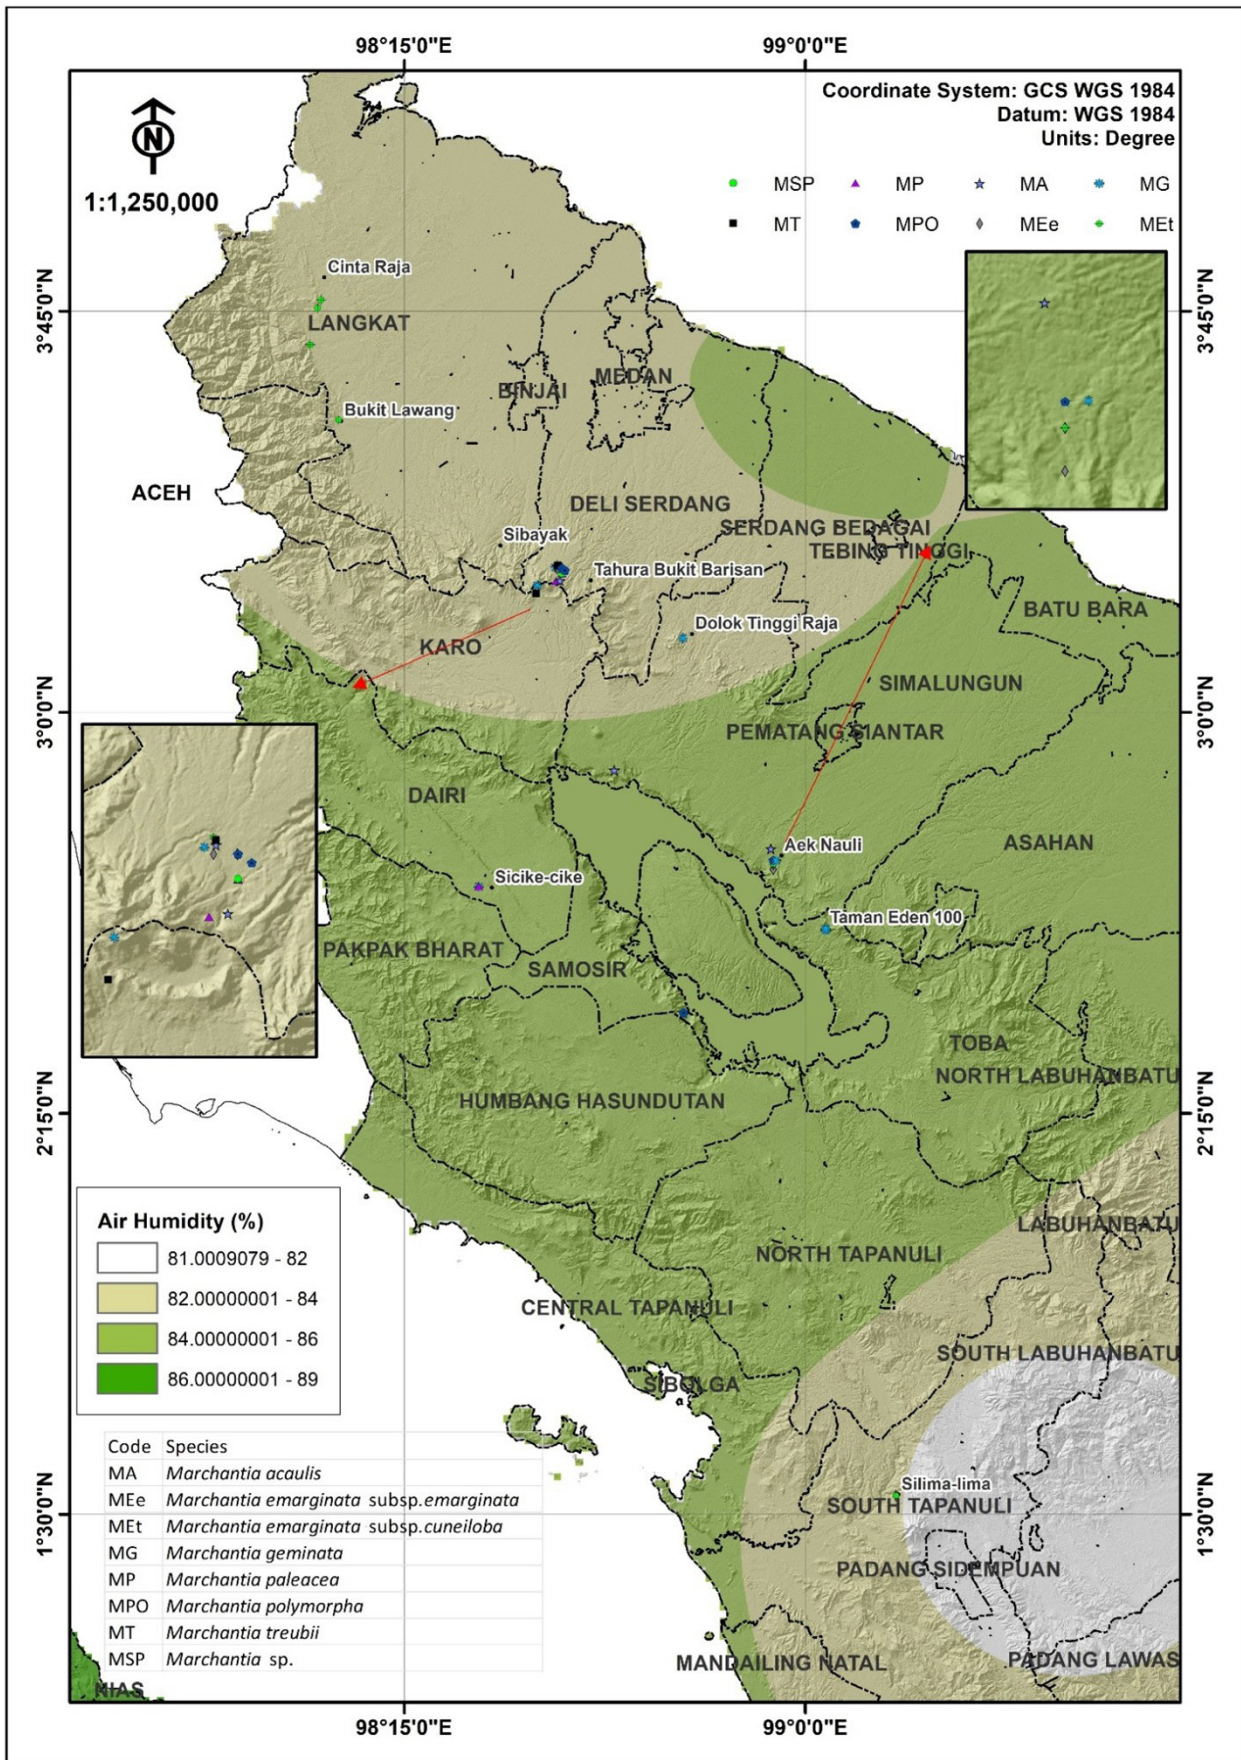 98°15'0"E
99°0'0"E
Coordinate System: GCS WGS 1984
Datum: WGS 1984
Units: Degree
N
1:1,250,000
MSP MP MA MG
MT MPO MEe MEt
3°45'0"N
3°45'0"N
Cinta Raja
LANGKAT
BINJAI
MEDAN
Bukit Lawang
ACEH
DELI SERDANG
SERDANG BEDAGAI
Sibayak
TEBING TINGGI
Tahura Bukit Barisan
BATU BARA
Dolok Tinggi Raja
KARO
SIMALUNGUN
3°0'0"N
3°0'0"N
PEMATANG SIANTAR
DAIRI
Aek Nauli
ASAHAN
Sicike-cike
Taman Eden 100
PAKPAK BHARAT
SAMOSIR
TOBA
NORTH LABUHANBATU
HUMBANG HASUNDUTAN
2°15'0"N
2°15'0"N
LABUHANBATU
NORTH TAPANULI
CENTRAL TAPANULI
SOUTH LABUHANBATU
SIBOLGA
Air Humidity (%)
81.0009079 - 82
82.00000001 - 84
84.00000001 - 86
86.00000001 - 89
Silima-lima
SOUTH TAPANULI
1°30'0"N
1°30'0"N
PADANG SIDEMPUAN
MANDAILING NATAL
PADANG LAWAS
Code Species
MA Marchantia acaulis
MEe Marchantia emarginata subsp.emarginata
MEt Marchantia emarginata subsp.cuneiloba
MG Marchantia geminata
MP Marchantia paleacea
MPO Marchantia polymorpha
MT Marchantia treubii
MSP Marchantia sp.
NIAS
98°15'0"E
99°0'0"E